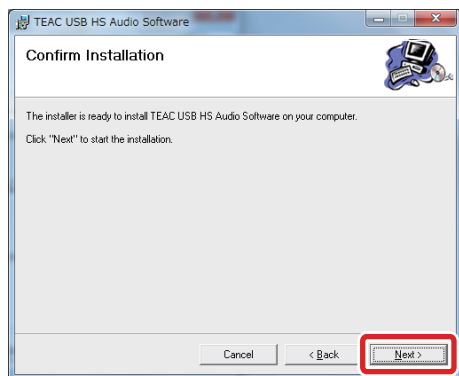 TEAC USB HS Audio Software
Confirm Installation
The installer is ready to install TEAC USB HS Audio Software on your computer.
Click "Next" to start the installation.
Cancel
< Back
Next >